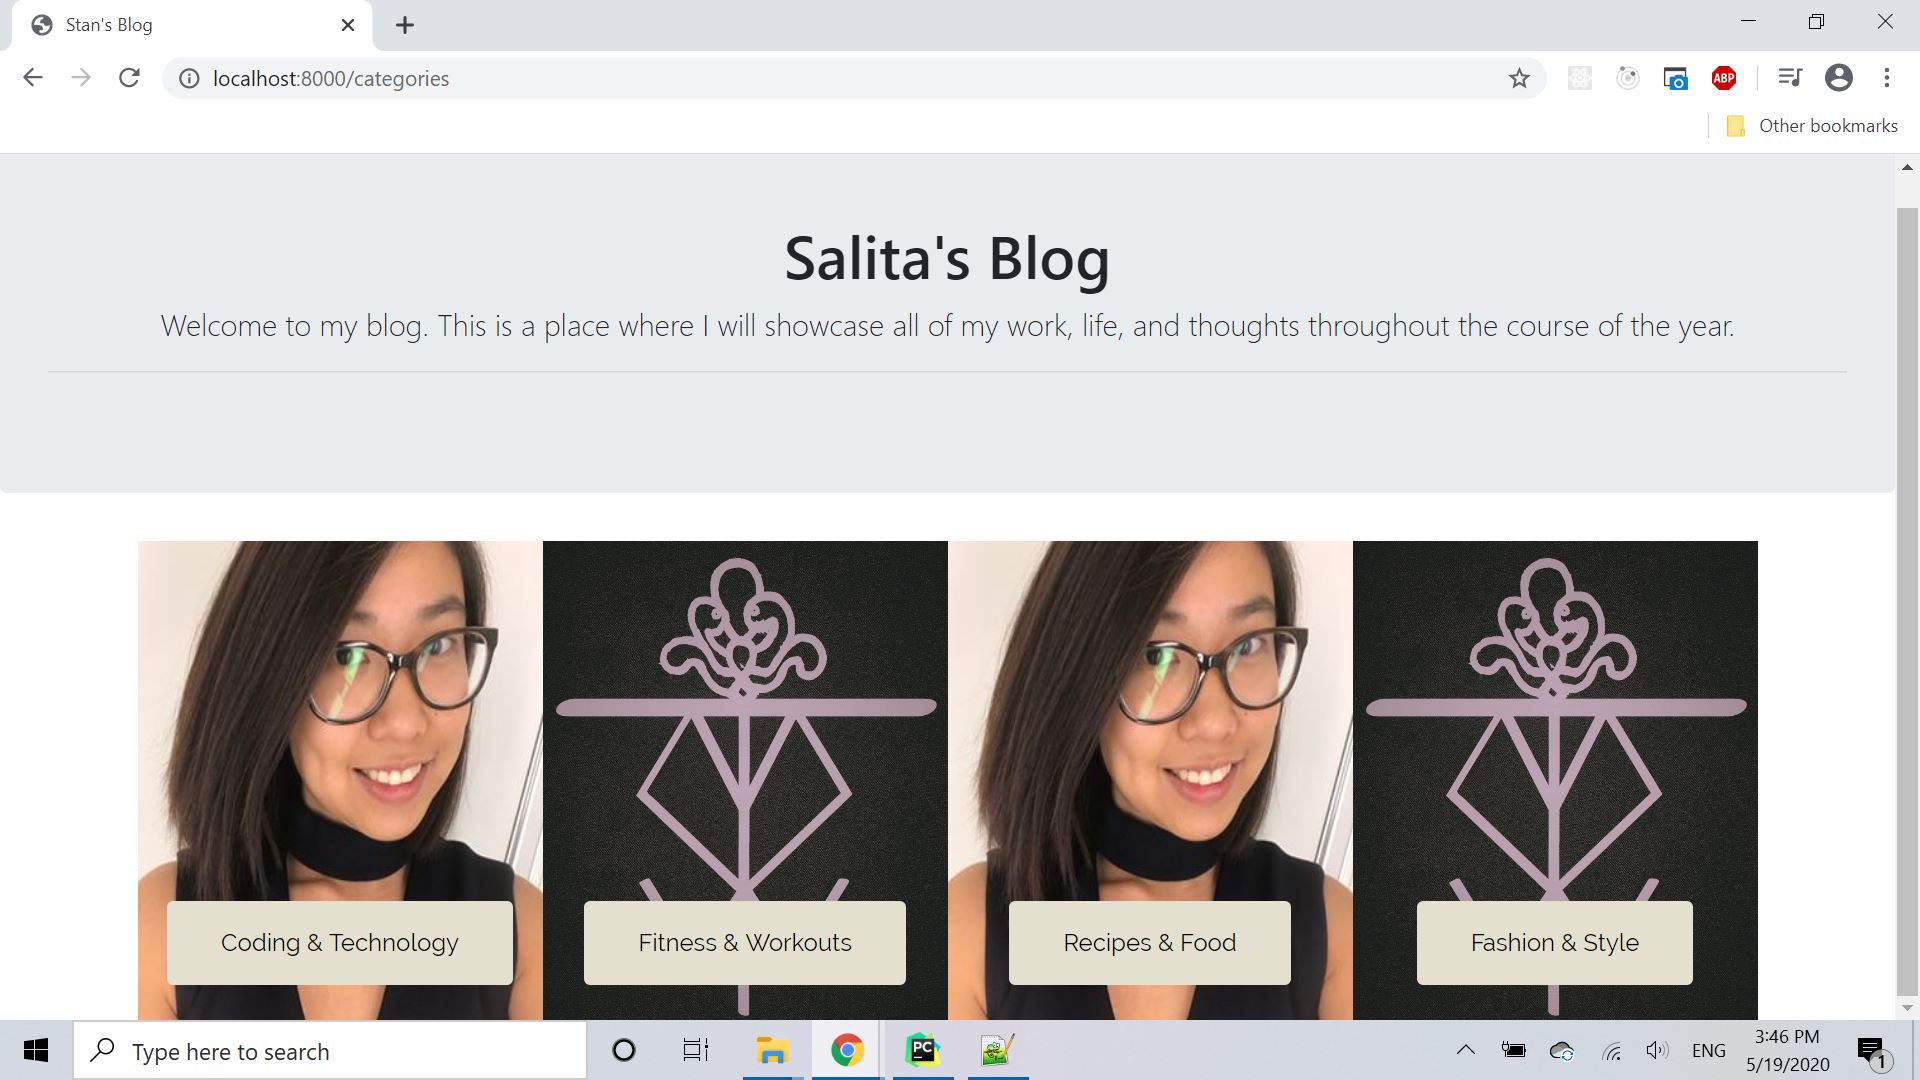 Stan's Blog
localhost:8000/categories
ABP
Other bookmarks
Salita's Blog
Welcome to my blog. This is a place where I will showcase all of my work, life, and thoughts throughout the course of the year.
Coding & Technology
Fitness & Workouts
Recipes & Food
Fashion & Style
Type here to search
PC
ENG
3:46 PM
5/19/2020
1